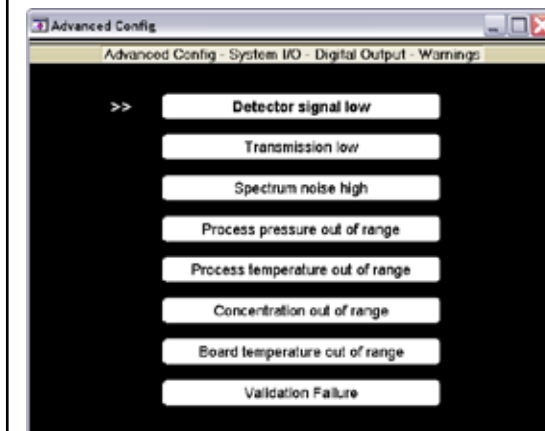 Advanced Config
Advanced Config - System I/O - Digital Output - Warnings
>> Detector signal low
Transmission low
Spectrum noise high
Process pressure out of range
Process temperature out of range
Concentration out of range
Board temperature out of range
Validation Failure